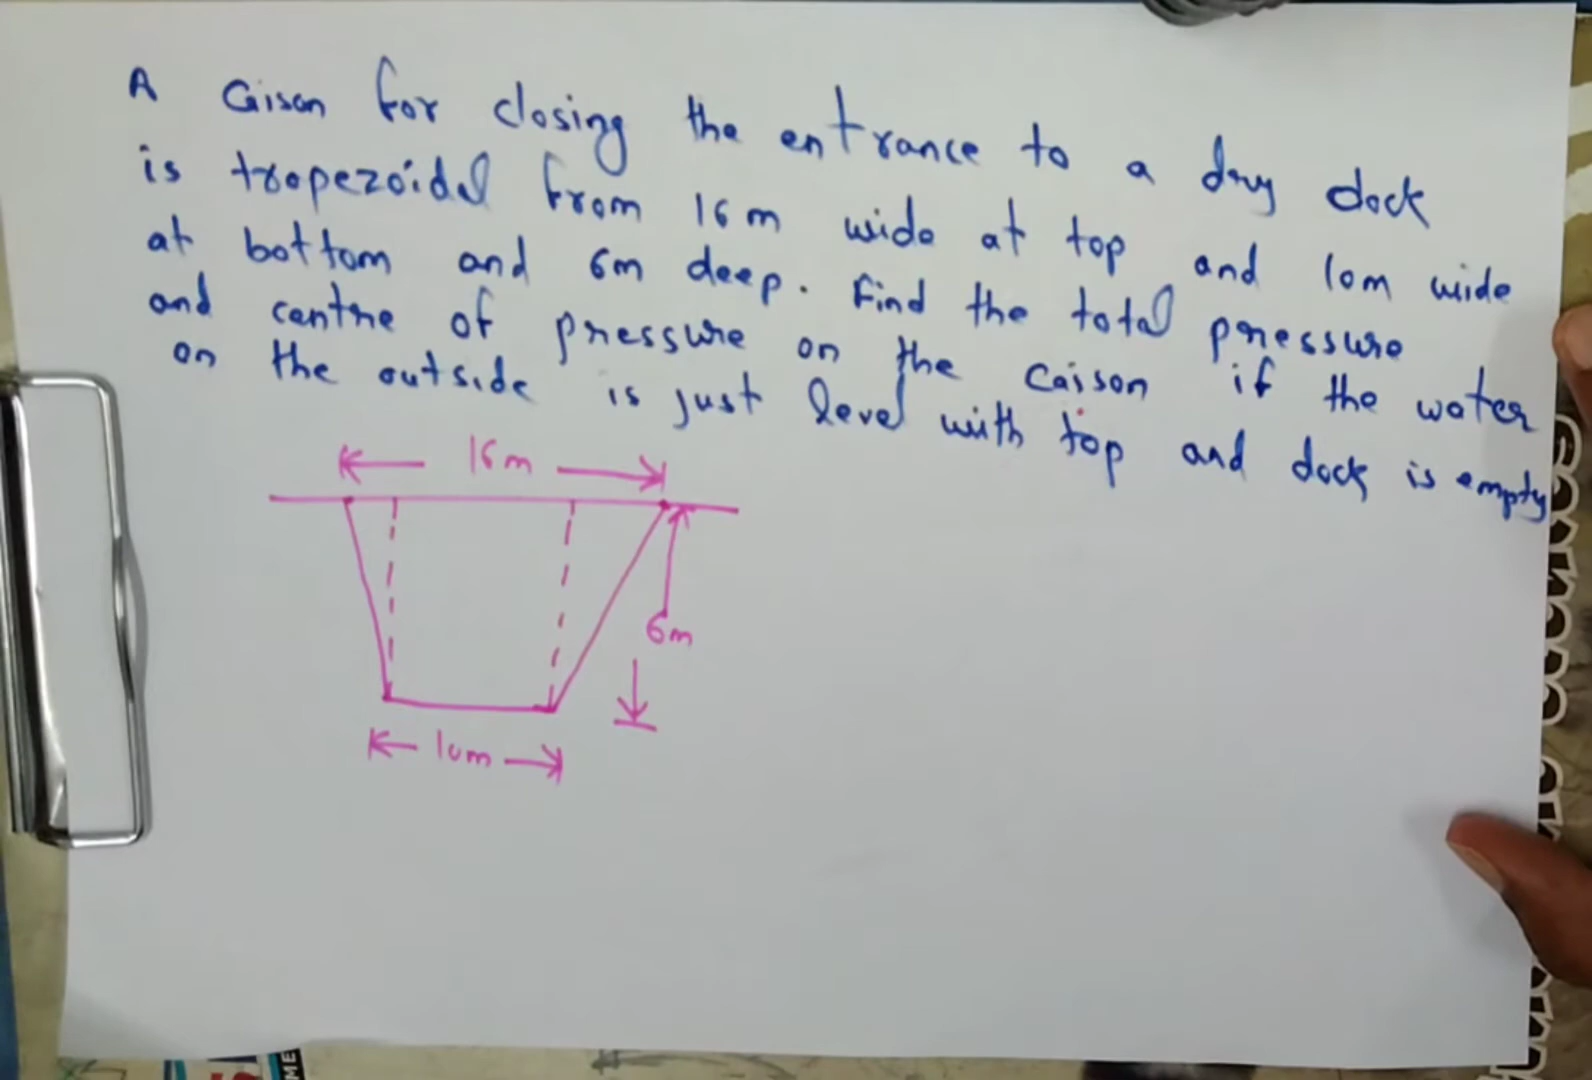 A Caison for closing the entrance to a dry dock
is tropezoidal from 16m wide at top and 10m wide
at bottom and 6m deep. Find the total pressure
and centre of pressure on the caison if the water
on the outside is just level with top and dock is empty
16m
6m
10m